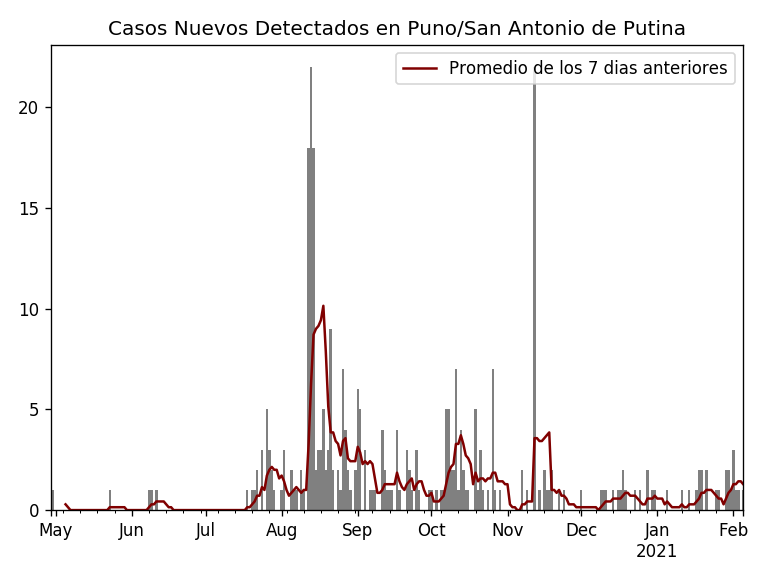 Casos Nuevos Detectados en Puno/San Antonio de Putina
Promedio de los 7 dias anteriores
20
15
10
5
0
May Jun Jul Aug Sep Oct Nov Dec Jan Feb
2021